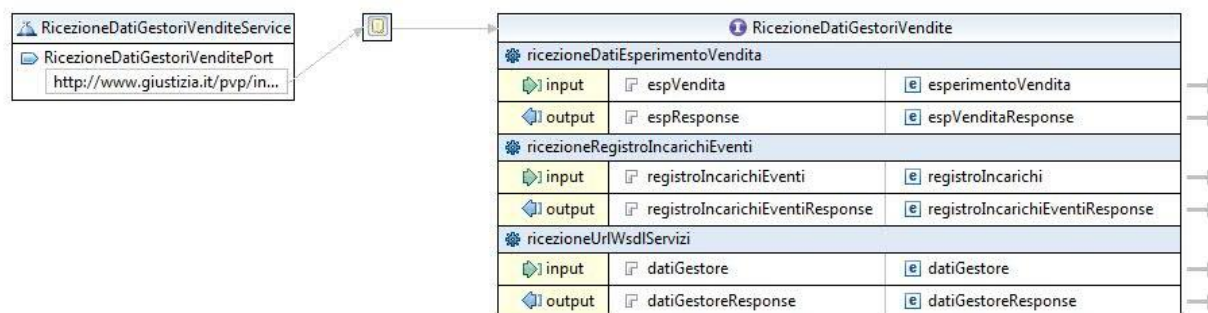 RicezioneDatiGestoriVenditeService
RicezioneDatiGestoriVenditePort
http://www.giustizia.it/pvp/in...
RicezioneDatiGestoriVendite
ricezioneDatiEsperimentoVendita
input espVendita esperimentoVendita
output espResponse espVenditaResponse
ricezioneRegistroIncarichiEventi
input registroIncarichiEventi registroIncarichi
output registroIncarichiEventiResponse registroIncarichiEventiResponse
ricezioneUrlWsdlServizi
input datiGestore datiGestore
output datiGestoreResponse datiGestoreResponse